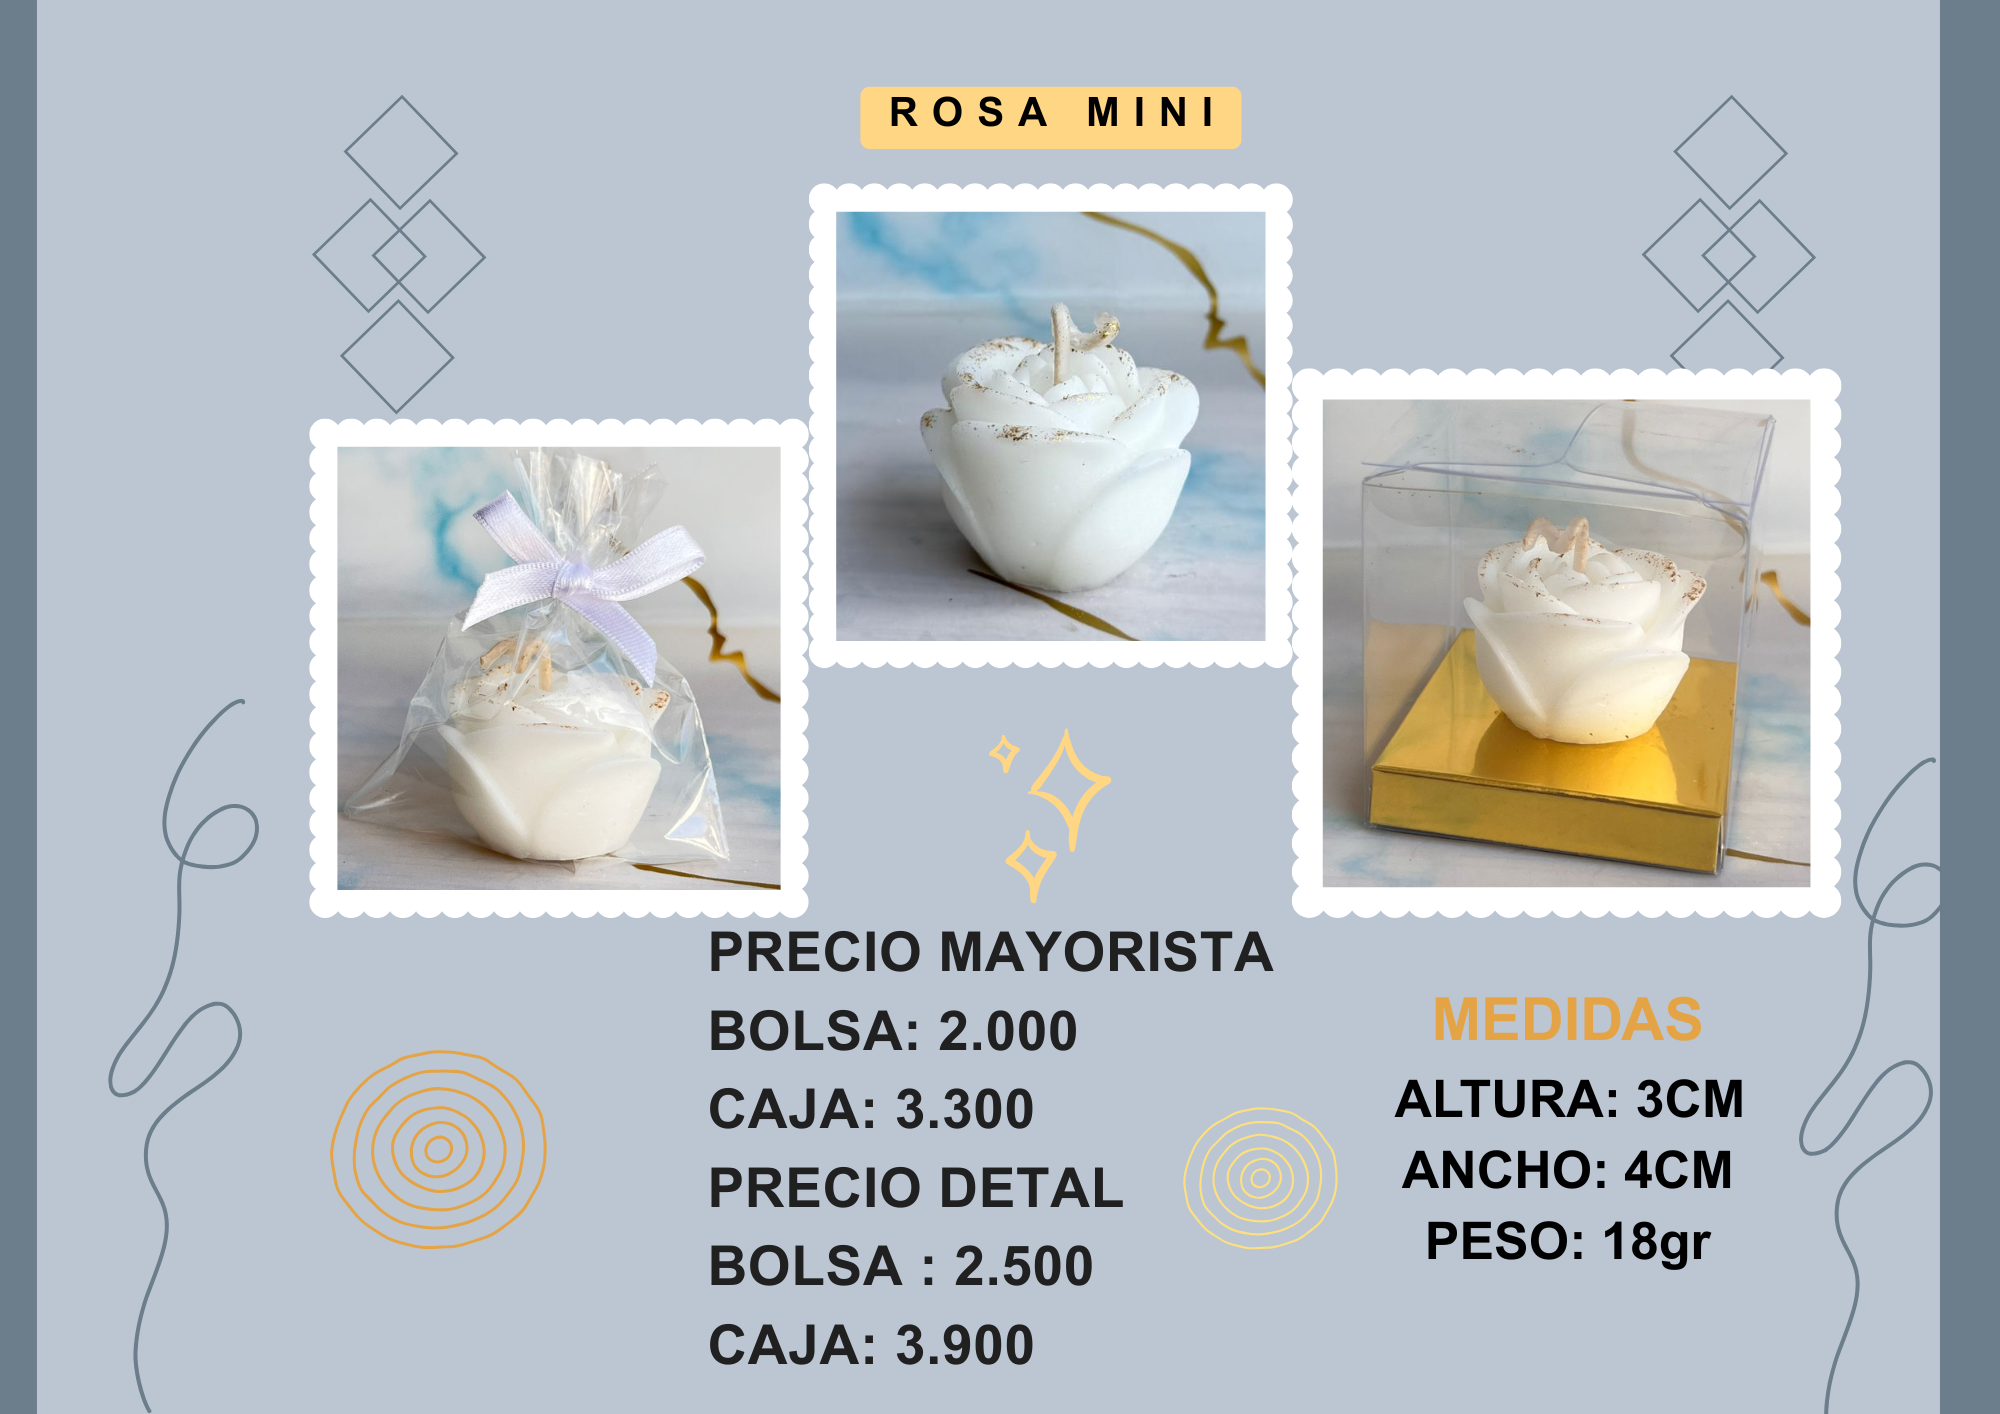 ROSA MINI
PRECIO MAYORISTA
BOLSA: 2.000
CAJA: 3.300
PRECIO DETAL
BOLSA : 2.500
CAJA: 3.900
MEDIDAS
ALTURA: 3CM
ANCHO: 4CM
PESO: 18gr